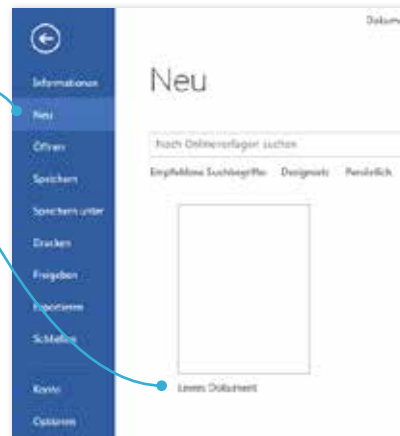 Dokume
Neu
Informationen
Neu
Öffnen
Speichern
Speichern unter
Drucken
Freigeben
Exportieren
Schließen
Konto
Optionen
Nach Onlinevorlagen suchen
Empfohlene Suchbegriffe: Designsets Persönlich
Leeres Dokument